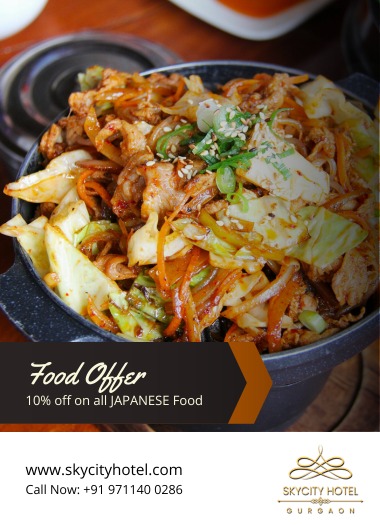 Food Offer
10% off on all JAPANESE Food
www.skycityhotel.com
Call Now: +91 971140 0286
SKYCITY HOTEL
GURGAON